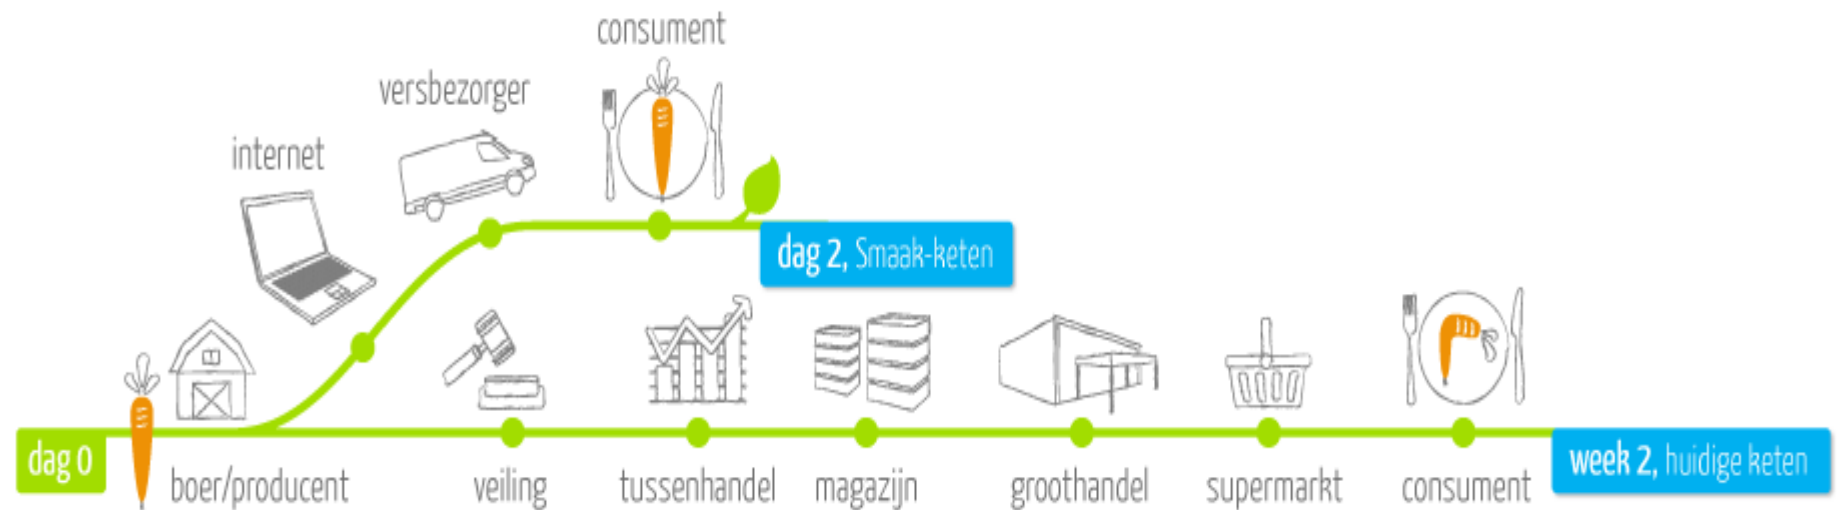 consument
versbezorger
internet
dag 2, Smaak-keten
dag 0
boer/producent
veiling
tussenhandel
magazijn
groothandel
supermarkt
consument
week 2, huidige keten